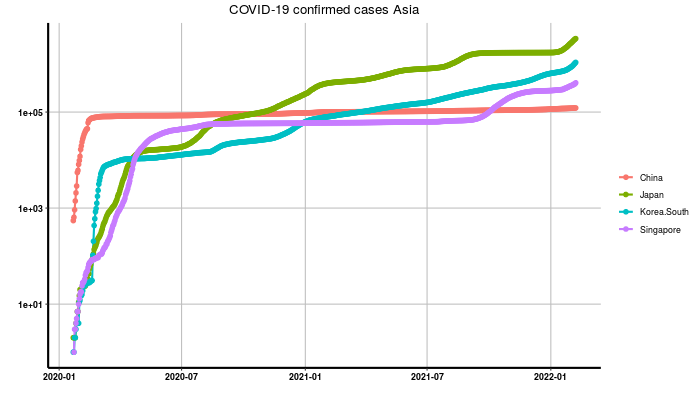 COVID-19 confirmed cases Asia
1e+05
1e+03
1e+01
2020-01
2020-07
2021-01
2021-07
2022-01
China
Japan
Korea.South
Singapore